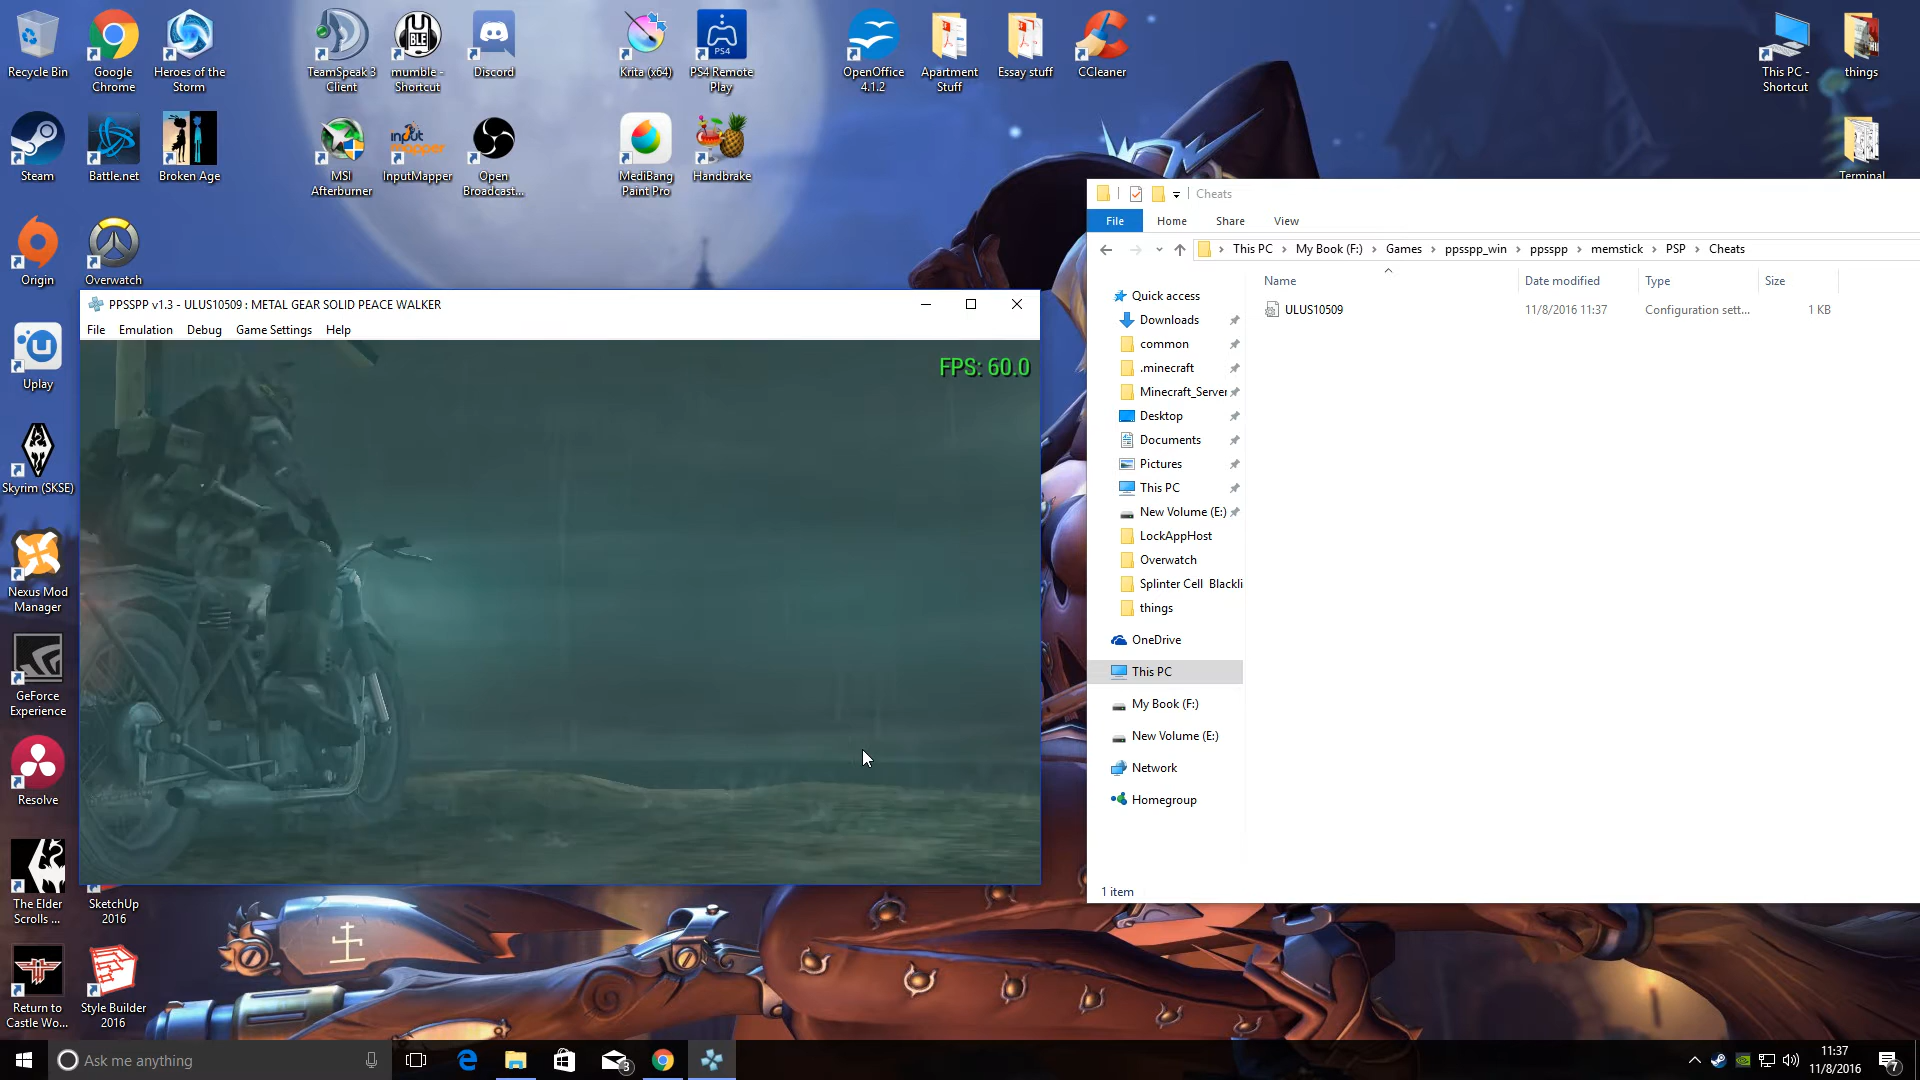 Recycle Bin
Google
Chrome
Heroes of the
Storm
TeamSpeak 3
Client
mumble -
Shortcut
Discord
Krita (x64)
PS4 Remote
Play
OpenOffice
4.1.2
Apartment
Stuff
Essay stuff
CCleaner
This PC -
Shortcut
things
Steam
Battle.net
Broken Age
MSI
Afterburner
InputMapper
Open
Broadcast...
MediBang
Paint Pro
Handbrake
Terminal
Origin
Overwatch
Uplay
Skyrim (SKSE)
Nexus Mod
Manager
GeForce
Experience
Resolve
The Elder
Scrolls ...
SketchUp
2016
Return to
Castle Wo...
Style Builder
2016
PPSSPP v1.3 - ULUS10509 : METAL GEAR SOLID PEACE WALKER
File Emulation Debug Game Settings Help
FPS: 60.0
Cheats
File Home Share View
This PC > My Book (F:) > Games > ppsspp_win > ppsspp > memstick > PSP > Cheats
Name Date modified Type Size
ULUS10509 11/8/2016 11:37 Configuration sett... 1 KB
Quick access
Downloads
common
.minecraft
Minecraft_Server
Desktop
Documents
Pictures
This PC
New Volume (E:)
LockAppHost
Overwatch
Splinter Cell Blackli
things
OneDrive
This PC
My Book (F:)
New Volume (E:)
Network
Homegroup
1 item
Ask me anything
3
11:37
11/8/2016
7